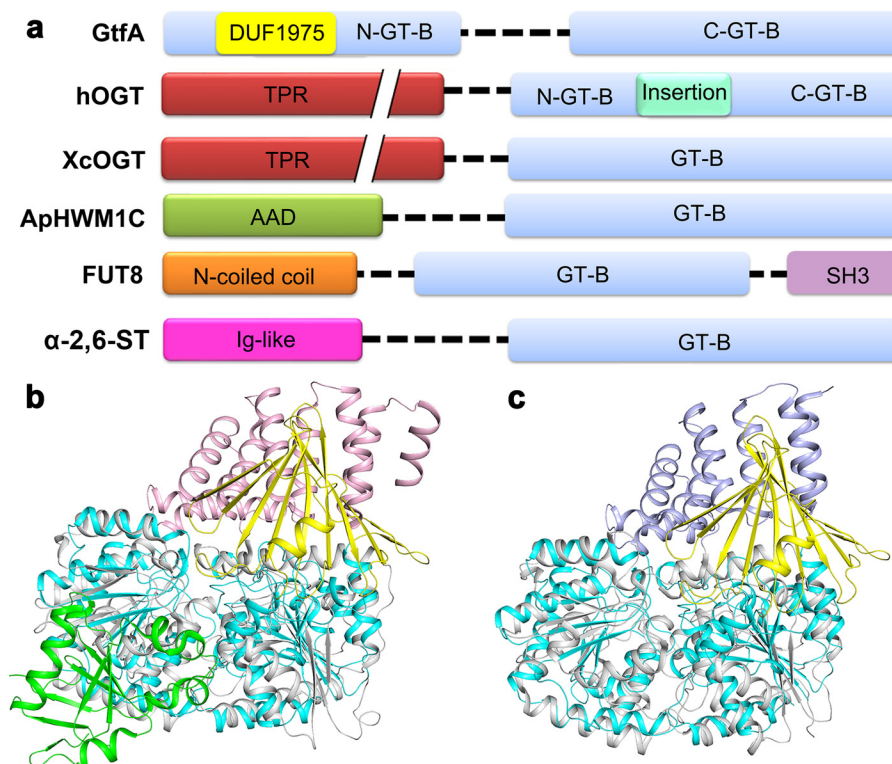 a
GtfA DUF1975 N-GT-B C-GT-B
hOGT TPR N-GT-B Insertion C-GT-B
XcOGT TPR GT-B
ApHWM1C AAD GT-B
FUT8 N-coiled coil GT-B SH3
α-2,6-ST Ig-like GT-B
b c